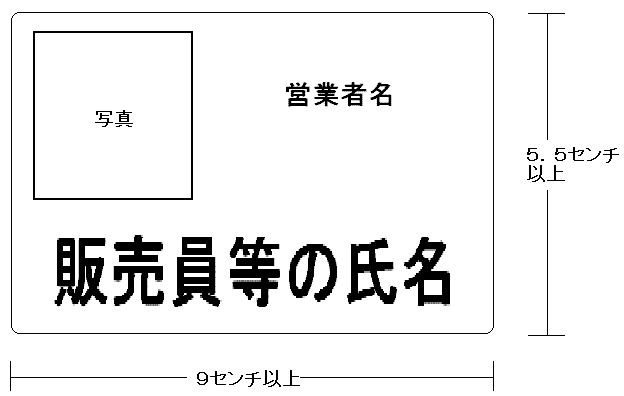 営業者名
写真
５．５センチ
以上
販売員等の氏名
９センチ以上